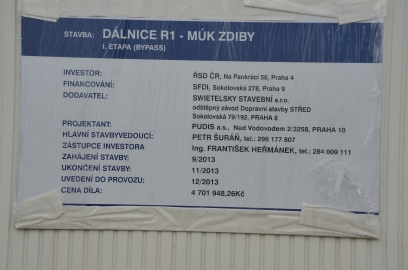 STAVBA: DÁLNICE R1 - MÚK ZDIBY
I. ETAPA (BYPASS)
INVESTOR: ŘSD ČR, Na Pankráci 56, Praha 4
FINANCOVÁNÍ: SFDI, Sokolovská 278, Praha 9
DODAVATEL: SWIETELSKY STAVEBNÍ s.r.o.
odštěpný závod Dopravní stavby STŘED
Sokolovská 79/192, PRAHA 8
PROJEKTANT: PUDIS a.s., Nad Vodovodem 2/3258, PRAHA 10
HLAVNÍ STAVBYVEDOUCÍ: PETR ŠURÁŇ, tel.: 296 177 807
ZÁSTUPCE INVESTORA Ing. FRANTIŠEK HEŘMÁNEK, tel.: 284 009 111
ZAHÁJENÍ STAVBY: 9/2013
UKONČENÍ STAVBY: 11/2013
UVEDENÍ DO PROVOZU: 12/2013
CENA DÍLA: 4 701 948,26Kč